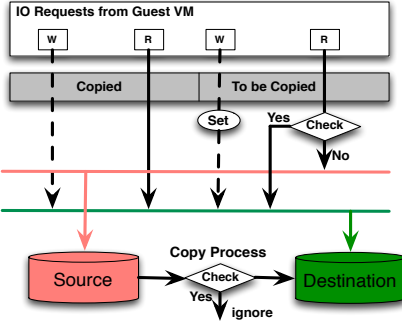 IO Requests from Guest VM
W R W R
Copied To be Copied
Set
Yes Check
No
Copy Process
Source Check Destination
Yes
ignore